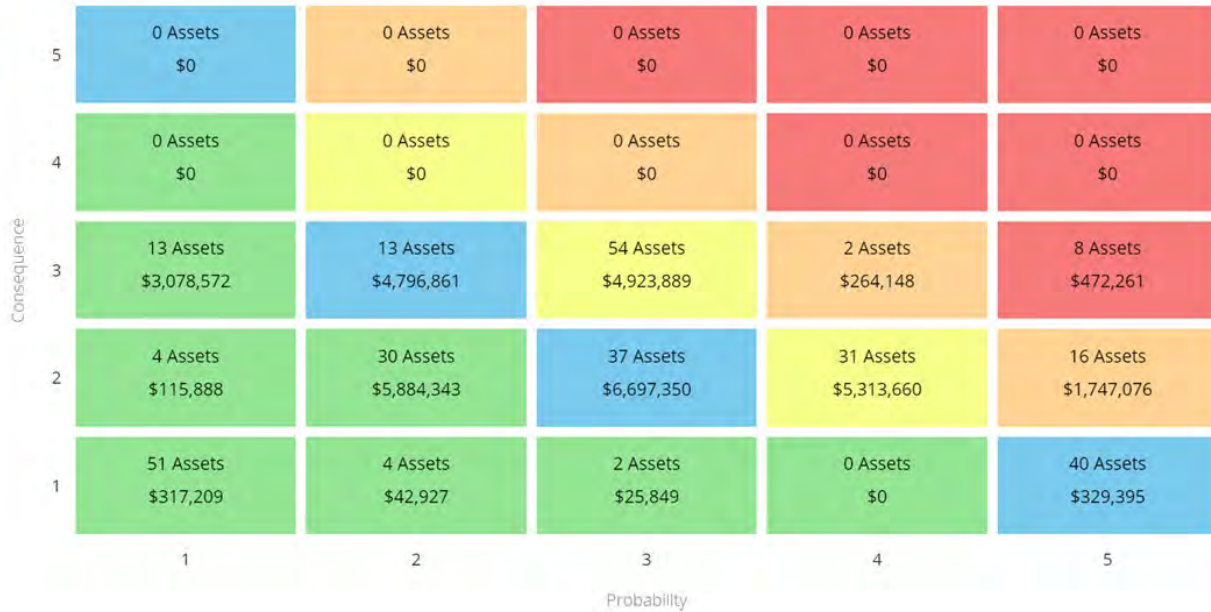 5
0 Assets
0 Assets
0 Assets
0 Assets
0 Assets
$0
$0
$0
$0
$0
4
0 Assets
0 Assets
0 Assets
0 Assets
0 Assets
$0
$0
$0
$0
$0
Consequence
3
13 Assets
13 Assets
54 Assets
2 Assets
8 Assets
$3,078,572
$4,796,861
$4,923,889
$264,148
$472,261
2
4 Assets
30 Assets
37 Assets
31 Assets
16 Assets
$115,888
$5,884,343
$6,697,350
$5,313,660
$1,747,076
1
51 Assets
4 Assets
2 Assets
0 Assets
40 Assets
$317,209
$42,927
$25,849
$0
$329,395
1
2
3
4
5
Probability